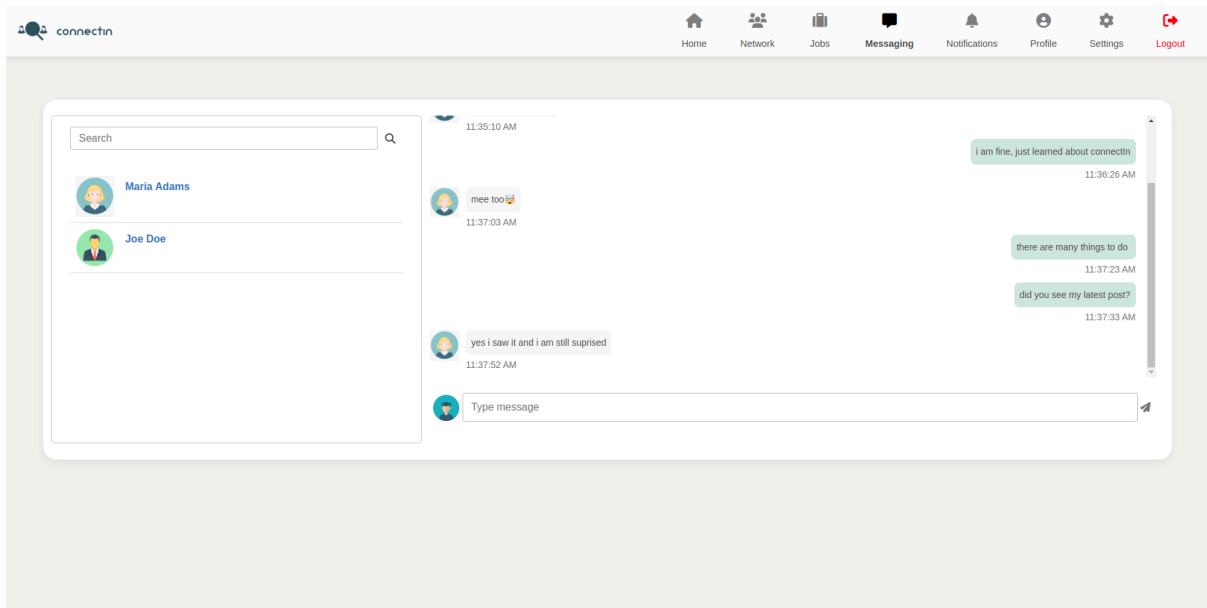 connectin
Home Network Jobs Messaging Notifications Profile Settings Logout
Search
Maria Adams
Joe Doe
11:35:10 AM
i am fine, just learned about connectIn
11:36:26 AM
mee too🤯
11:37:03 AM
there are many things to do
11:37:23 AM
did you see my latest post?
11:37:33 AM
yes i saw it and i am still suprised
11:37:52 AM
Type message